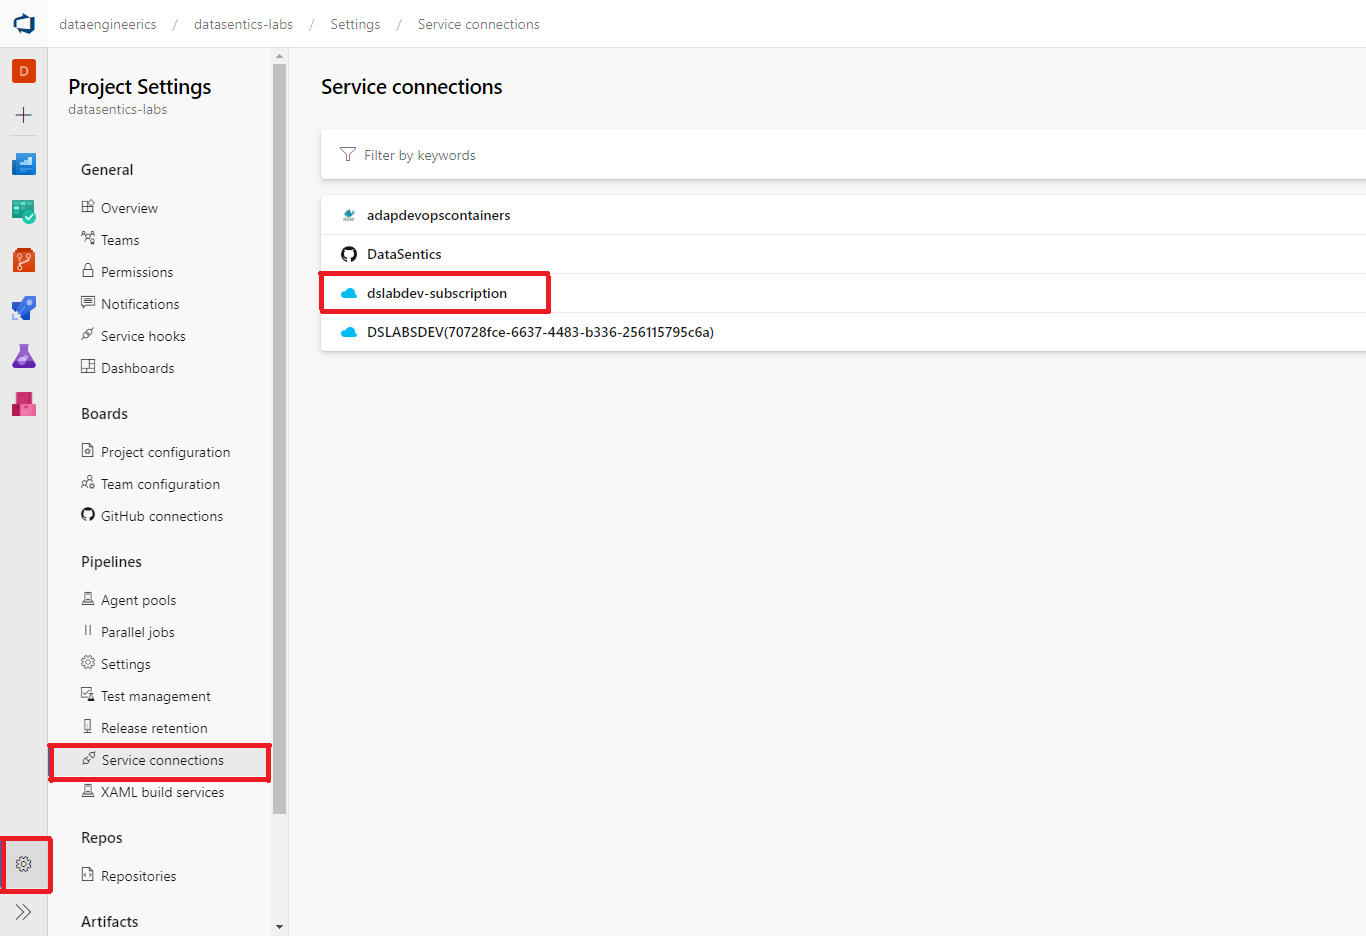 dataengineerics / datasentics-labs / Settings / Service connections
D
Project Settings
datasentics-labs
General
Overview
Teams
Permissions
Notifications
Service hooks
Dashboards
Boards
Project configuration
Team configuration
GitHub connections
Pipelines
Agent pools
Parallel jobs
Settings
Test management
Release retention
Service connections
XAML build services
Repos
Repositories
Artifacts
Service connections
Filter by keywords
adapdevopscontainers
DataSentics
dslabdev-subscription
DSLABSDEV(70728fce-6637-4483-b336-256115795c6a)